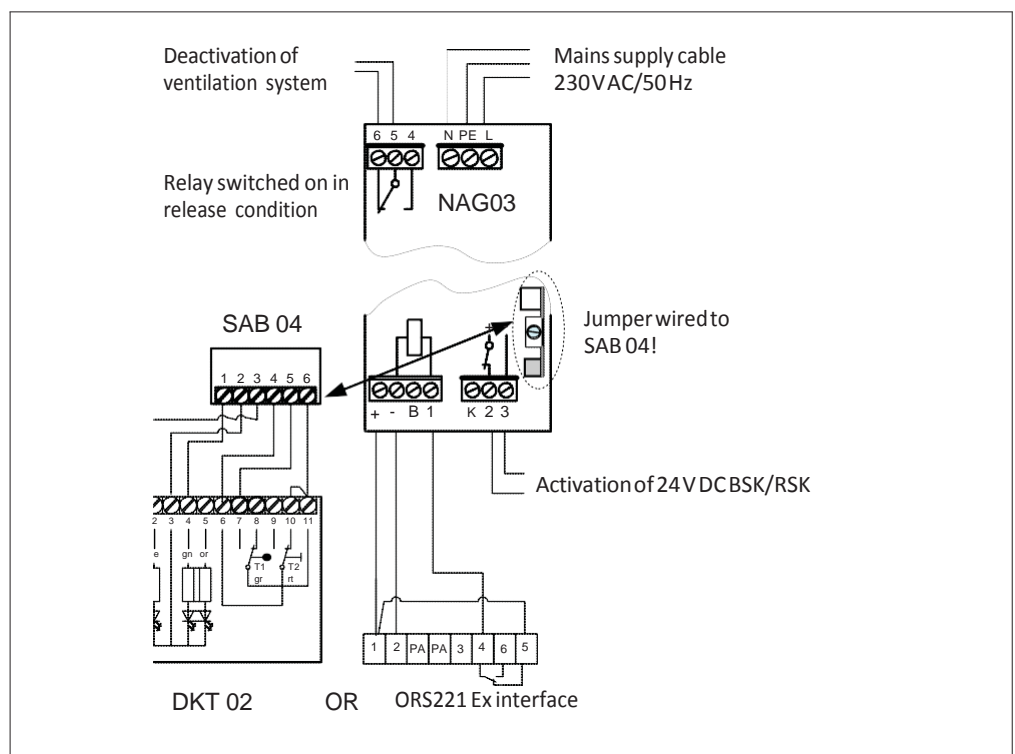 Deactivation of
ventilation system
Mains supply cable
230V AC/50Hz
6 5 4
N PE L
NAG03
Relay switched on in
release condition
SAB 04
1 2 3 4 5 6
Jumper wired to
SAB 04!
+
+ - B 1
K 2 3
Activation of 24 V DC BSK/RSK
2 3 4 5 6 7 8 9 10 11
e gn or
T1 T2
gr rt
1 2 PA PA 3 4 6 5
DKT 02
OR
ORS221 Ex interface